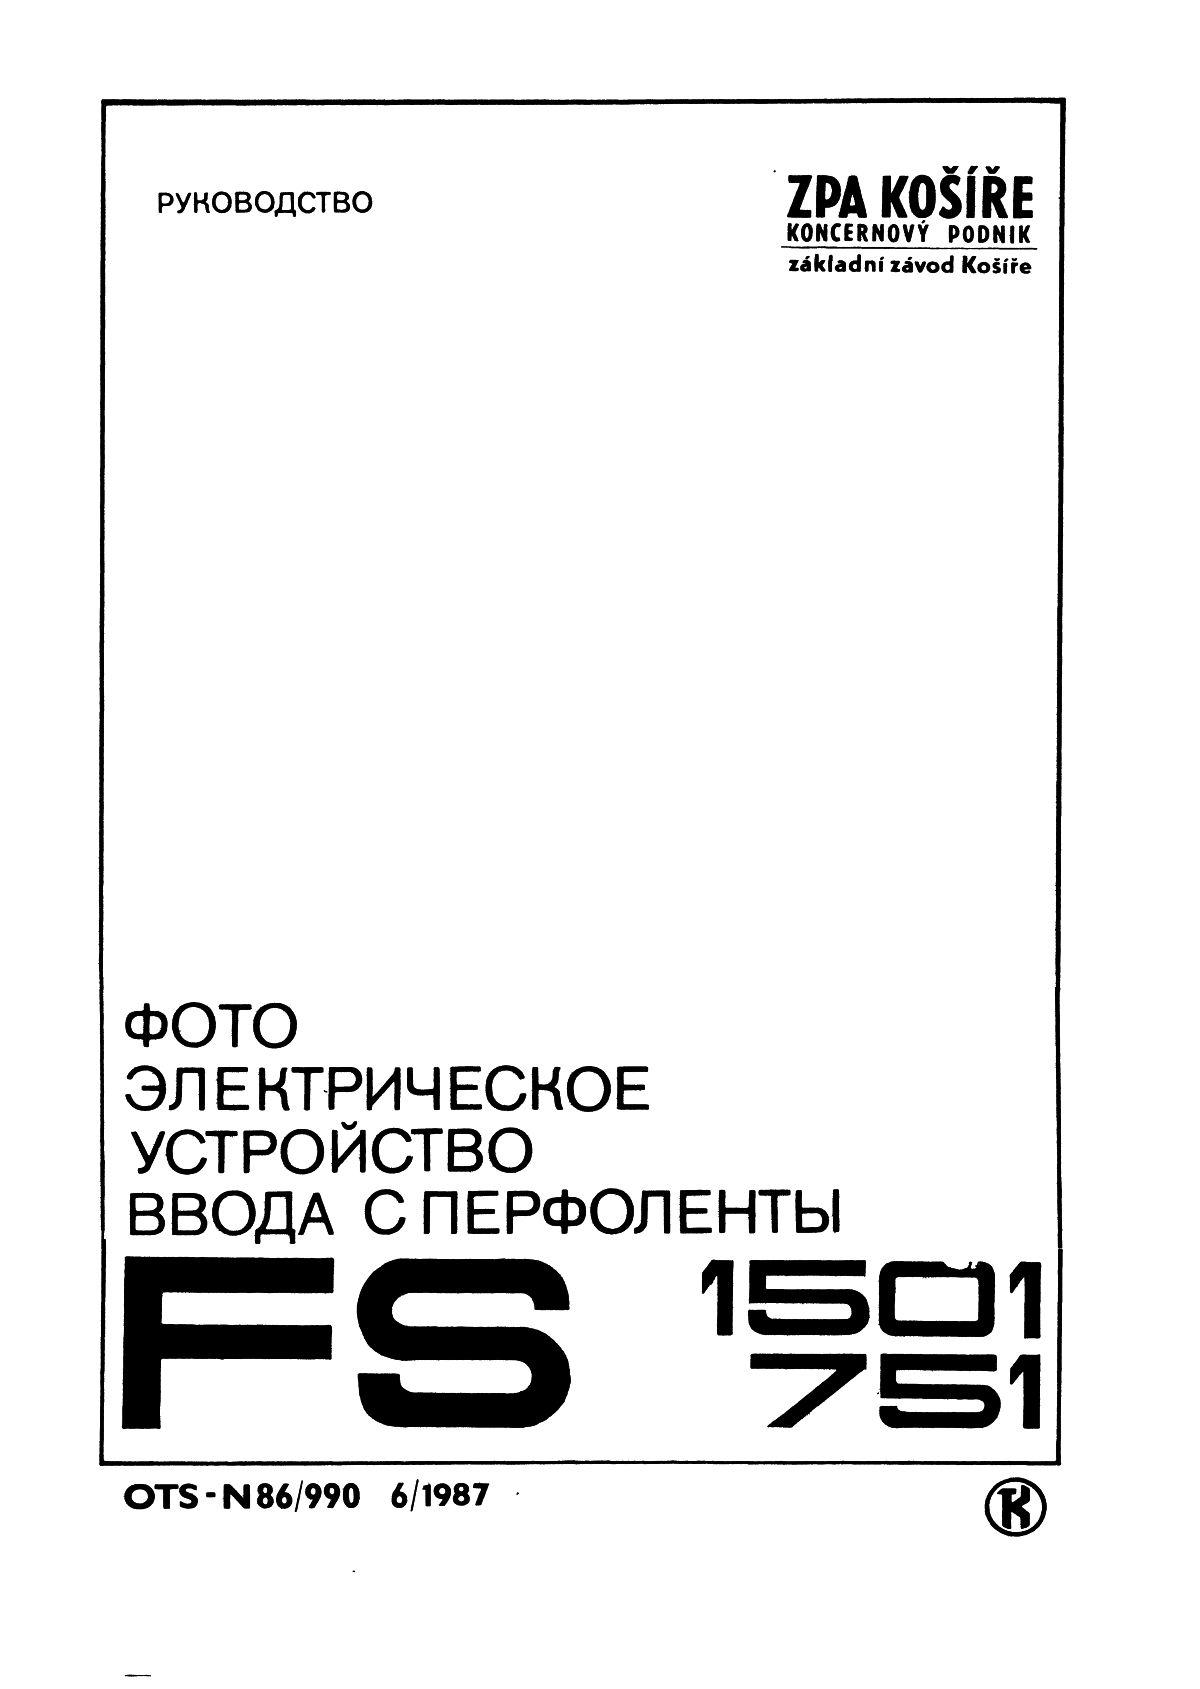 РУКОВОДСТВО
ZPA KOŠÍŘE
KONCERNOVÝ PODNIK
základní závod Košíře
ФОТО
ЭЛЕКТРИЧЕСКОЕ
УСТРОЙСТВО
ВВОДА С ПЕРФОЛЕНТЫ
FS 1501
751
OTS-N86/990 6/1987
TK